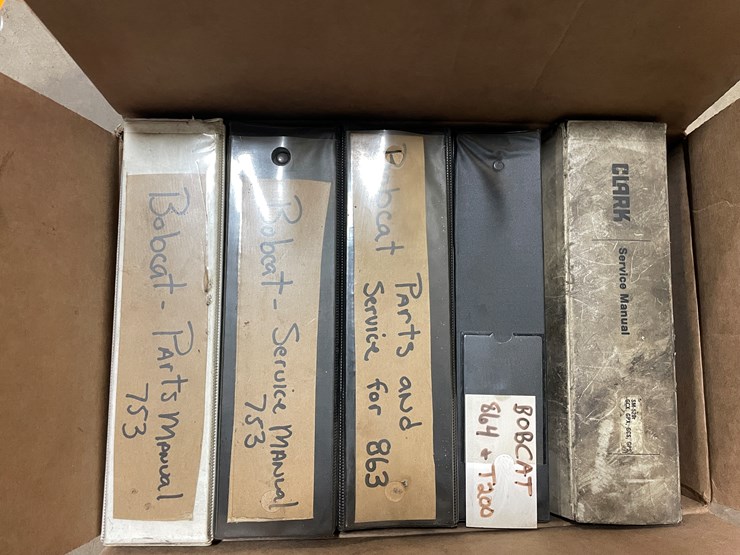 Bobcat - Parts Manual
753
Bobcat - Service Manual
753
Bobcat Parts and
Service for 863
BOBCAT
864 + T200
CLARK
Service Manual